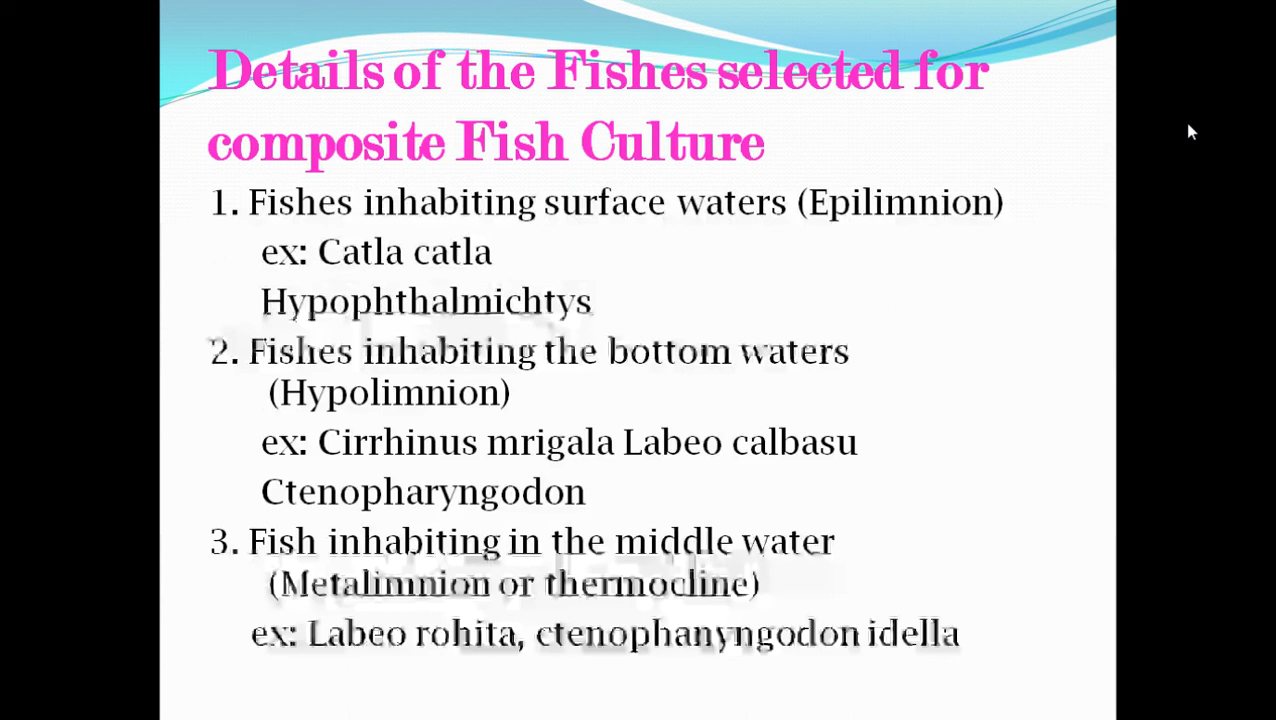 Details of the Fishes selected for
composite Fish Culture
1. Fishes inhabiting surface waters (Epilimnion)
ex: Catla catla
Hypophthalmichtys
2. Fishes inhabiting the bottom waters
(Hypolimnion)
ex: Cirrhinus mrigala Labeo calbasu
Ctenopharyngodon
3. Fish inhabiting in the middle water
(Metalimnion or thermocline)
ex: Labeo rohita, ctenophanyngodon idella